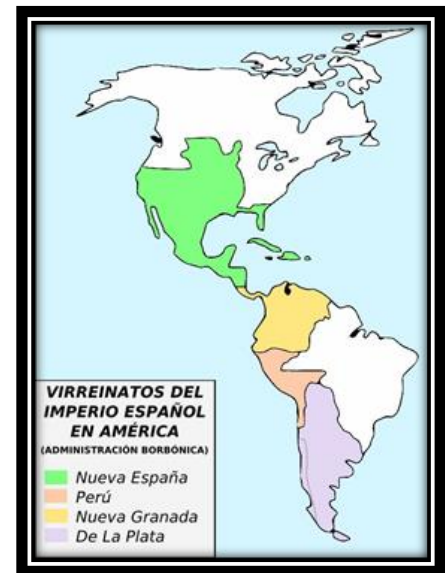 VIRREINATOS DEL
IMPERIO ESPAÑOL
EN AMÉRICA
(ADMINISTRACIÓN BORBÓNICA)
Nueva España
Perú
Nueva Granada
De La Plata